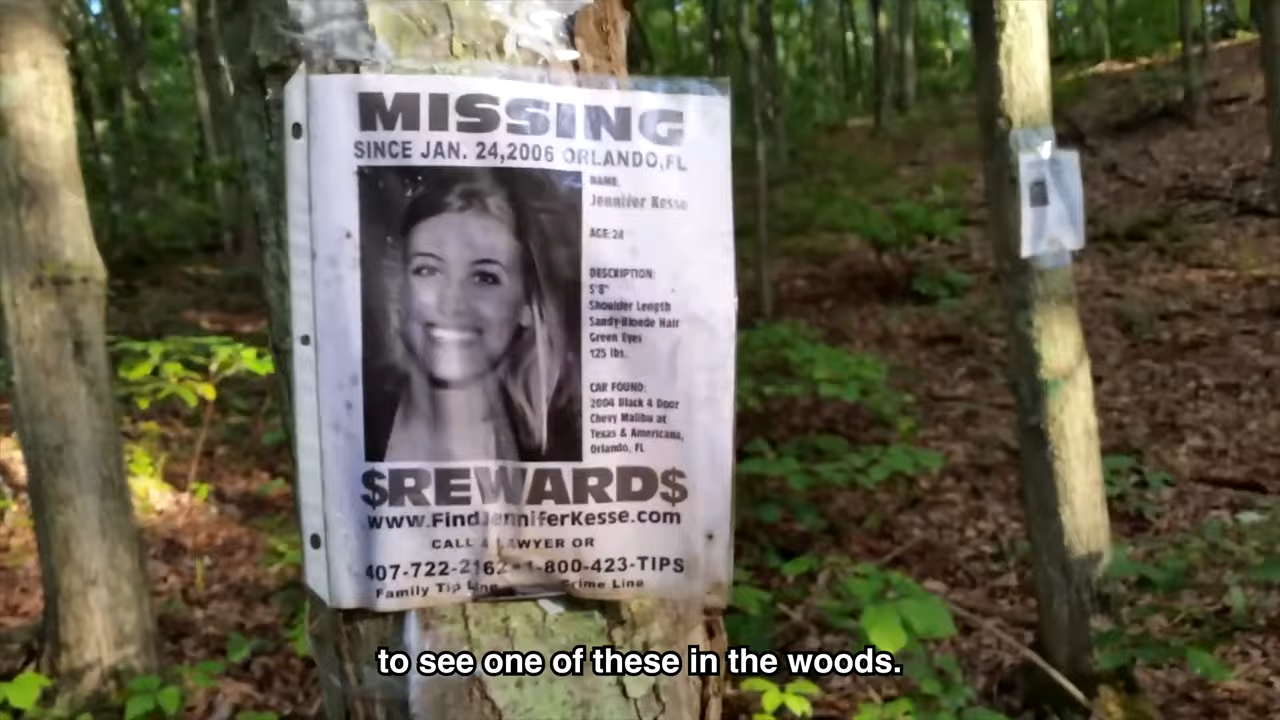 MISSING
SINCE JAN. 24,2006 ORLANDO,FL
NAME:
Jennifer Kesse
AGE: 24
DESCRIPTION:
5'8"
Shoulder Length
Sandy-Blonde Hair
Green Eyes
125 lbs.
CAR FOUND:
2004 Black 4 Door
Chevy Malibu at
Texas & Americana,
Orlando, FL
$REWARD$
www.FindJenniferKesse.com
CALL A LAWYER OR
407-722-2162 • 1-800-423-TIPS
Family Tip Line Crime Line
to see one of these in the woods.